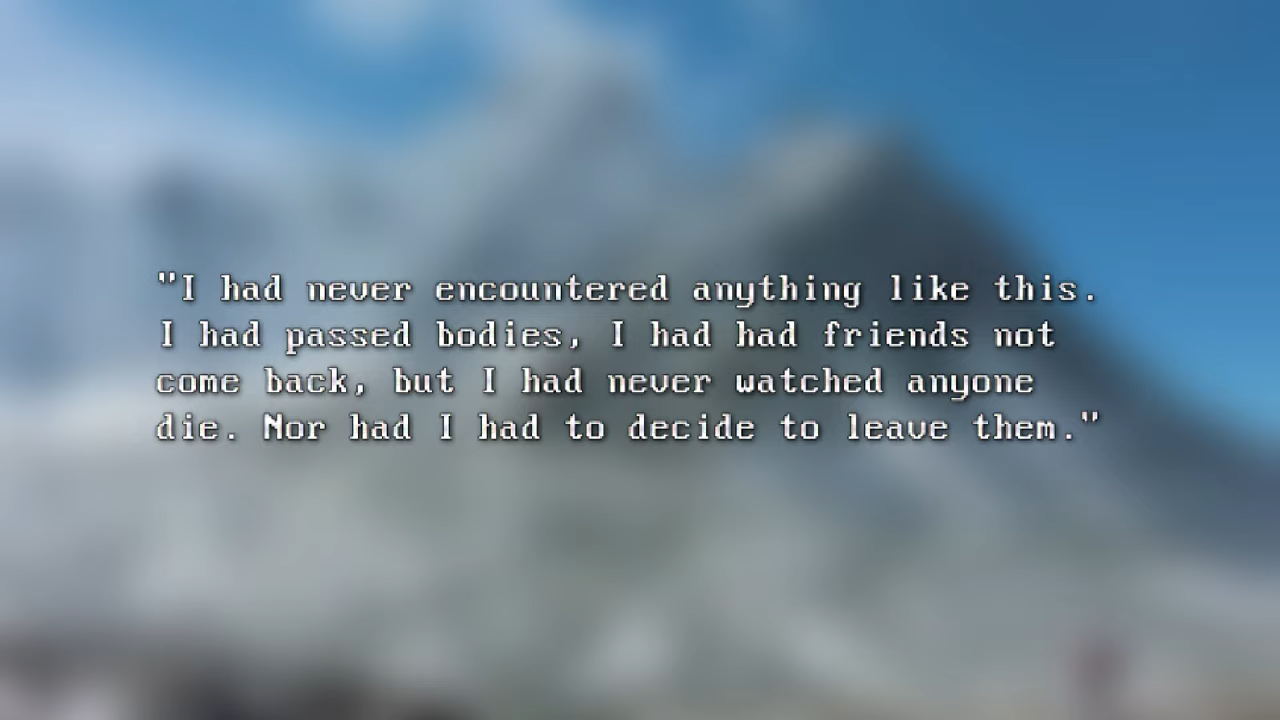 "I had never encountered anything like this.
I had passed bodies, I had had friends not
come back, but I had never watched anyone
die. Nor had I had to decide to leave them."